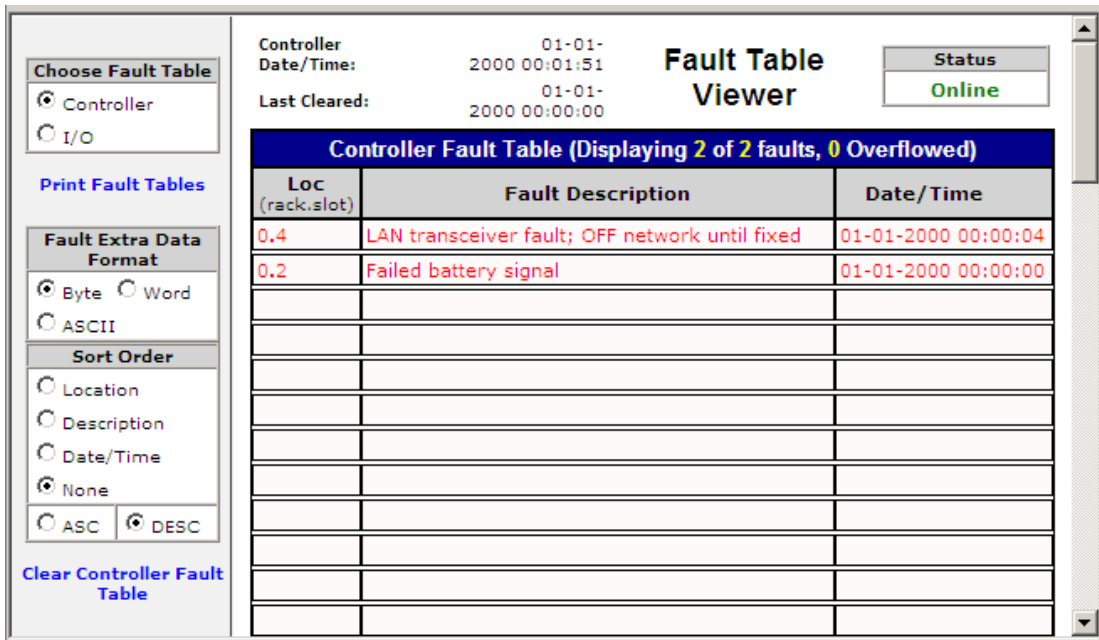 Choose Fault Table
Controller
I/O
Print Fault Tables
Fault Extra Data
Format
Byte Word
ASCII
Sort Order
Location
Description
Date/Time
None
ASC DESC
Clear Controller Fault
Table
Controller
Date/Time:
01-01-
2000 00:01:51
Last Cleared:
01-01-
2000 00:00:00
Fault Table
Viewer
Status
Online
Controller Fault Table (Displaying 2 of 2 faults, 0 Overflowed)
Loc
(rack.slot)
Fault Description
Date/Time
0.4 LAN transceiver fault; OFF network until fixed 01-01-2000 00:00:04
0.2 Failed battery signal 01-01-2000 00:00:00